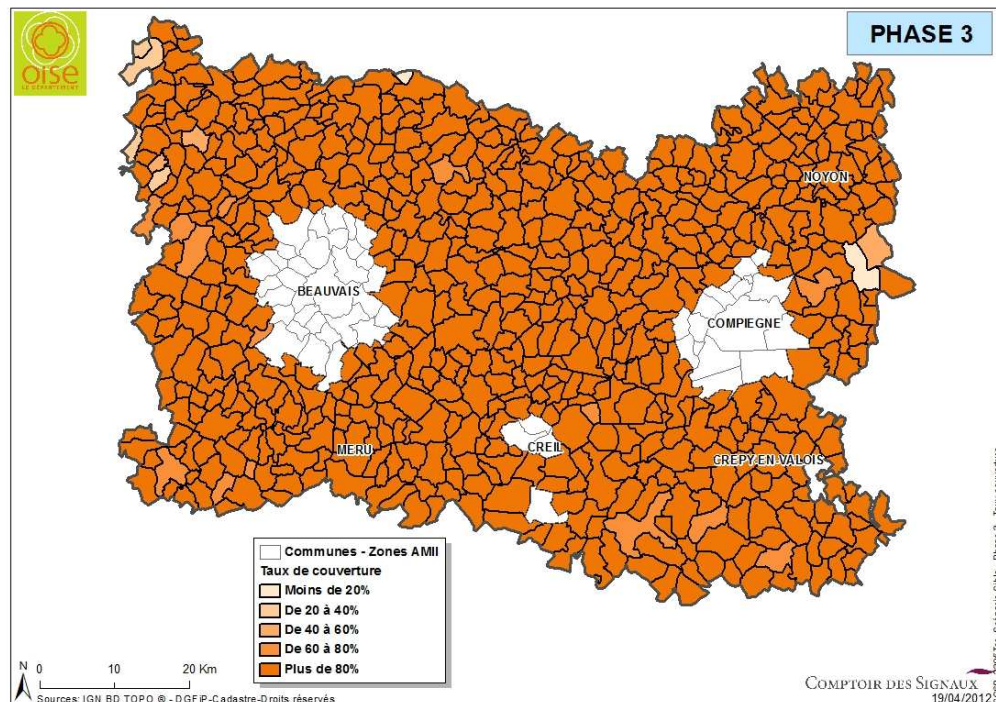 oise
LE DÉPARTEMENT
PHASE 3
NOYON
BEAUVAIS
COMPIEGNE
MERU
CREIL
CREPY-EN-VALOIS
Communes - Zones AMII
Taux de couverture
Moins de 20%
De 20 à 40%
De 40 à 60%
De 60 à 80%
Plus de 80%
N
0 10 20 Km
Sources: IGN BD TOPO ® - DGFiP-Cadastre-Droits réservés
COMPTOIR DES SIGNAUX
19/04/2012